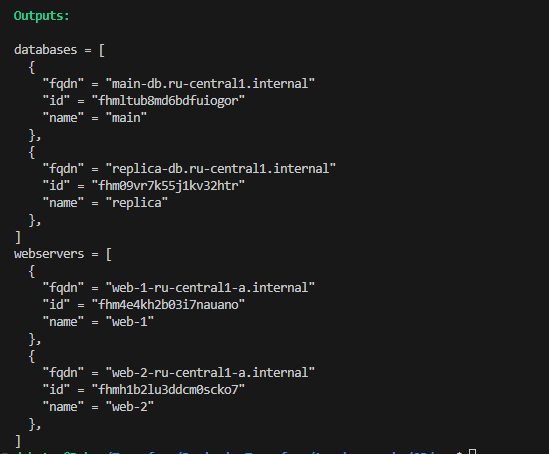 Outputs:
databases = [
  {
    "fqdn" = "main-db.ru-central1.internal"
    "id" = "fhmltub8md6bdfuiogor"
    "name" = "main"
  },
  {
    "fqdn" = "replica-db.ru-central1.internal"
    "id" = "fhm09vr7k55j1kv32htr"
    "name" = "replica"
  },
]
webservers = [
  {
    "fqdn" = "web-1-ru-central1-a.internal"
    "id" = "fhm4e4kh2b03i7nauano"
    "name" = "web-1"
  },
  {
    "fqdn" = "web-2-ru-central1-a.internal"
    "id" = "fhmh1b2lu3ddcm0scko7"
    "name" = "web-2"
  },
]